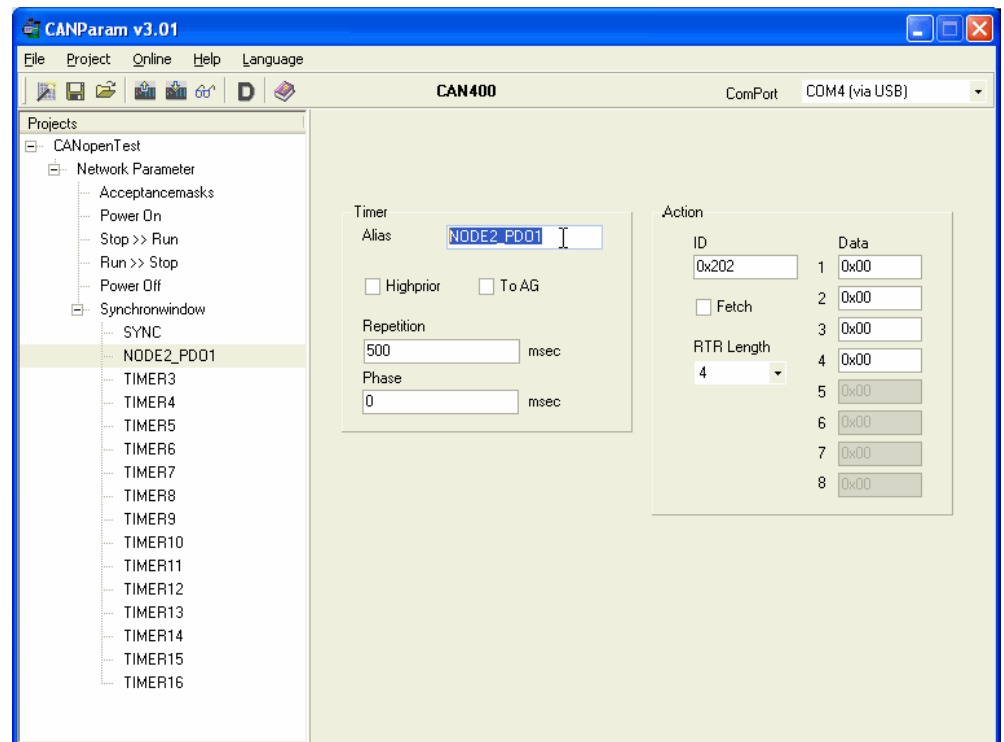 CANParam v3.01
File Project Online Help Language
D CAN400 ComPort COM4 (via USB)
Projects
CANopenTest
Network Parameter
Acceptancemasks
Power On
Stop >> Run
Run >> Stop
Power Off
Synchronwindow
SYNC
NODE2_PDO1
TIMER3
TIMER4
TIMER5
TIMER6
TIMER7
TIMER8
TIMER9
TIMER10
TIMER11
TIMER12
TIMER13
TIMER14
TIMER15
TIMER16
Timer
Alias NODE2_PDO1
Highprior To AG
Repetition
500 msec
Phase
0 msec
Action
ID Data
0x202 1 0x00
Fetch 2 0x00
3 0x00
RTR Length
4 4 0x00
5 0x00
6 0x00
7 0x00
8 0x00